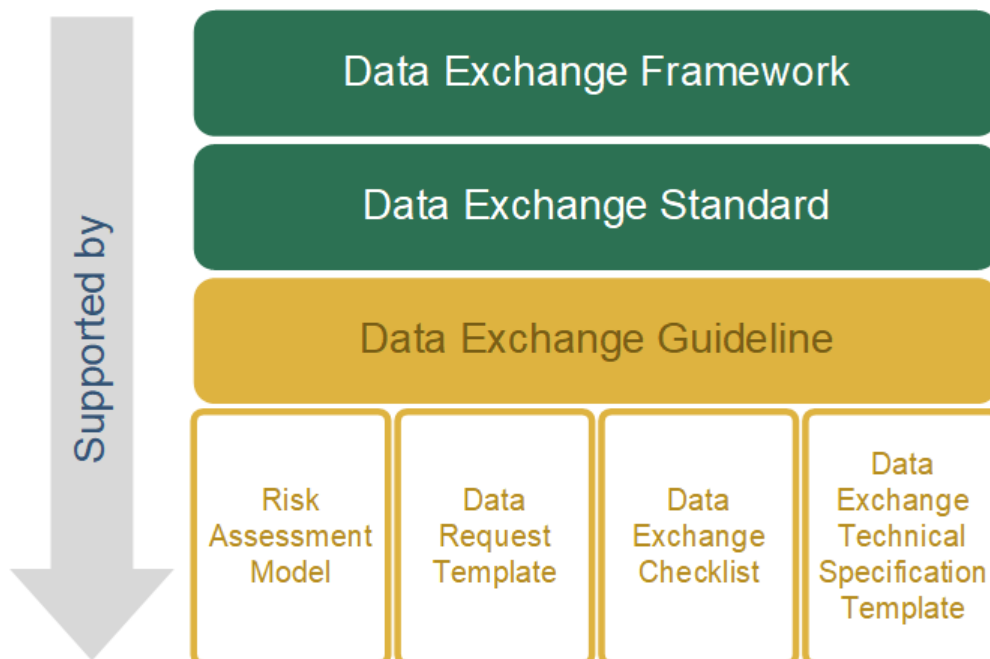 Supported by
Data Exchange Framework
Data Exchange Standard
Data Exchange Guideline
Risk
Assessment
Model
Data
Request
Template
Data
Exchange
Checklist
Data
Exchange
Technical
Specification
Template